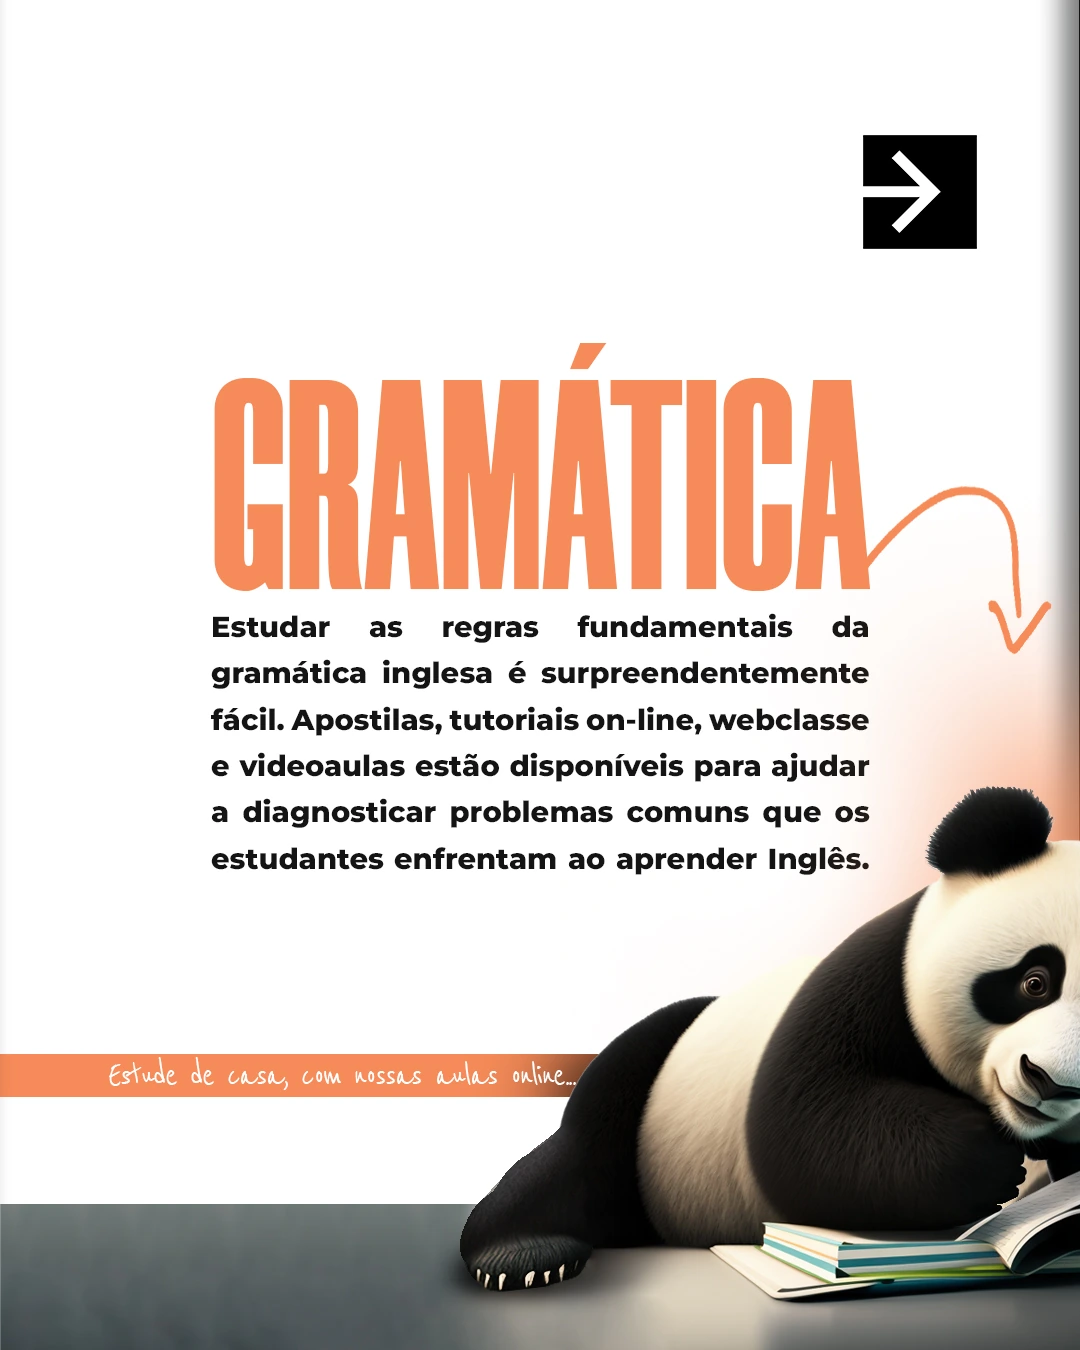 GRAMÁTICA
Estudar as regras fundamentais da
gramática inglesa é surpreendentemente
fácil. Apostilas, tutoriais on-line, webclasse
e videoaulas estão disponíveis para ajudar
a diagnosticar problemas comuns que os
estudantes enfrentam ao aprender Inglês.
Estude de casa, com nossas aulas online...